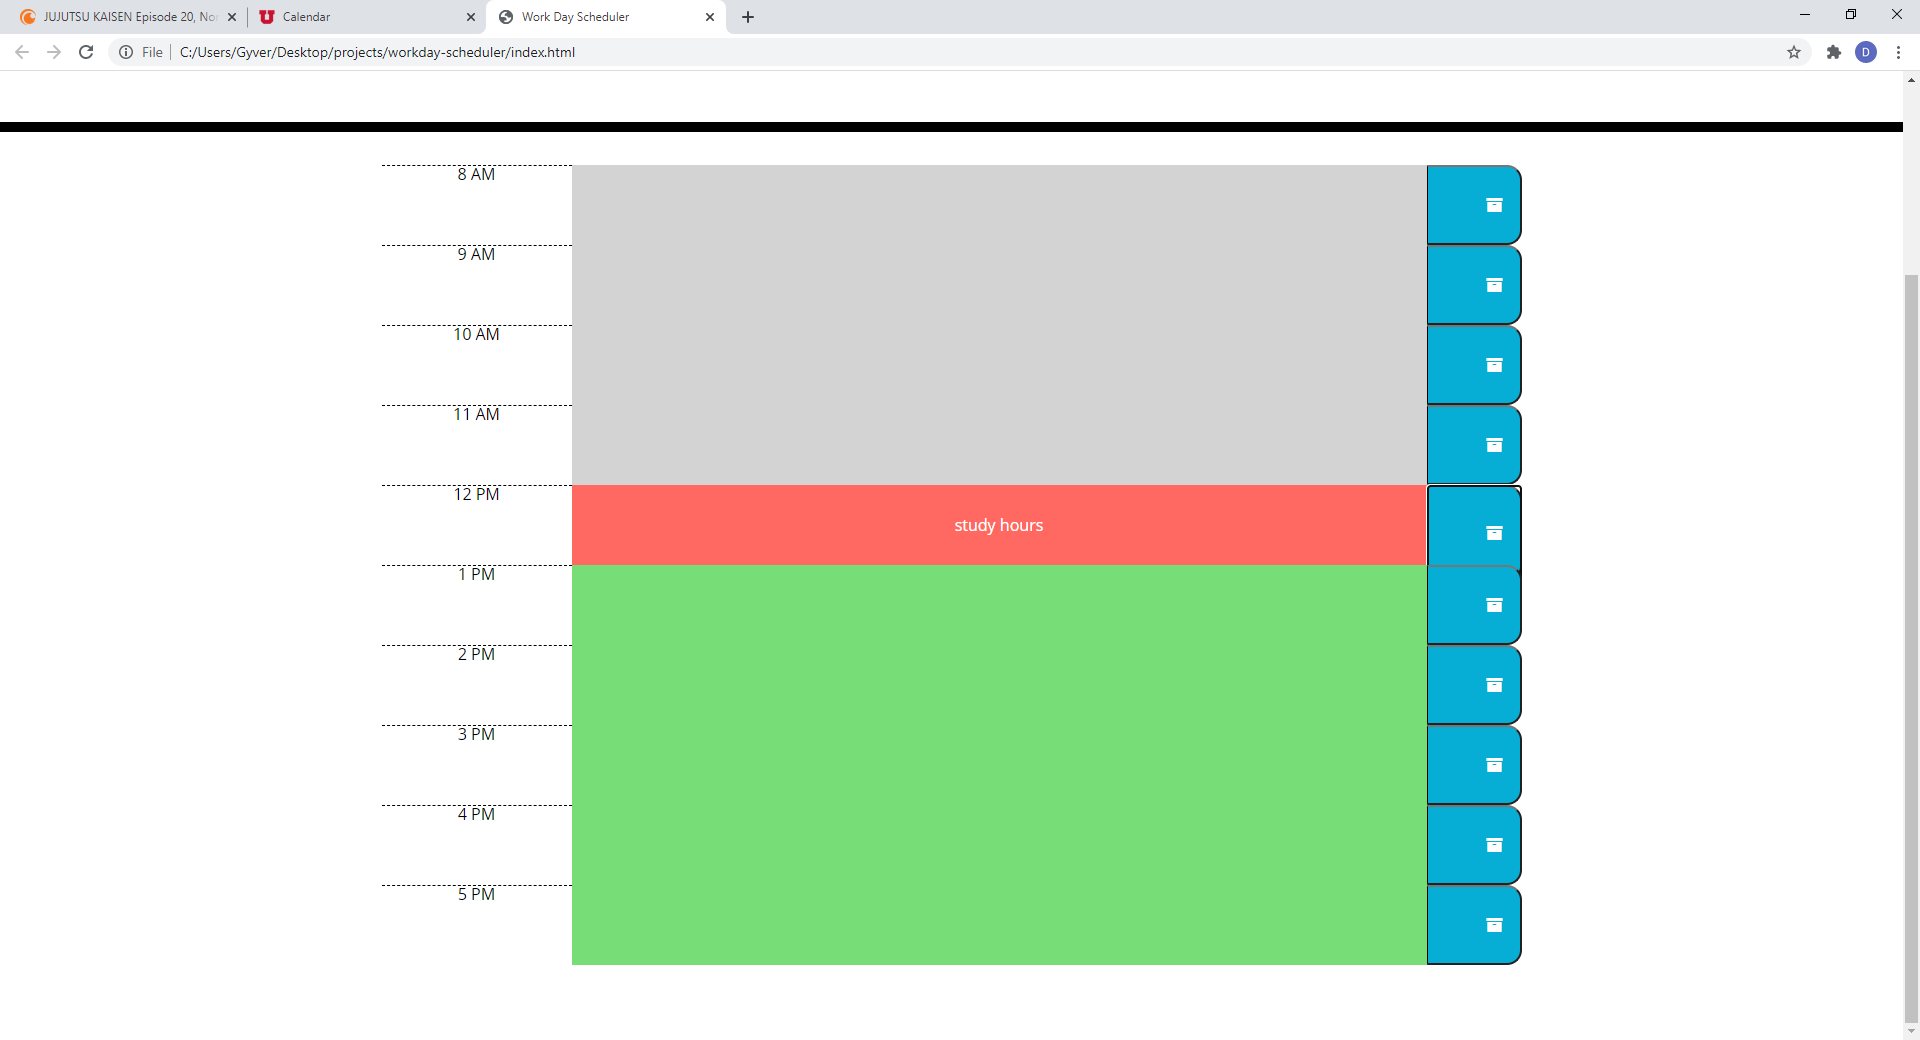 JUJUTSU KAISEN Episode 20, No
Calendar
Work Day Scheduler
File
C:/Users/Gyver/Desktop/projects/workday-scheduler/index.html
D
8 AM
9 AM
10 AM
11 AM
12 PM
study hours
1 PM
2 PM
3 PM
4 PM
5 PM